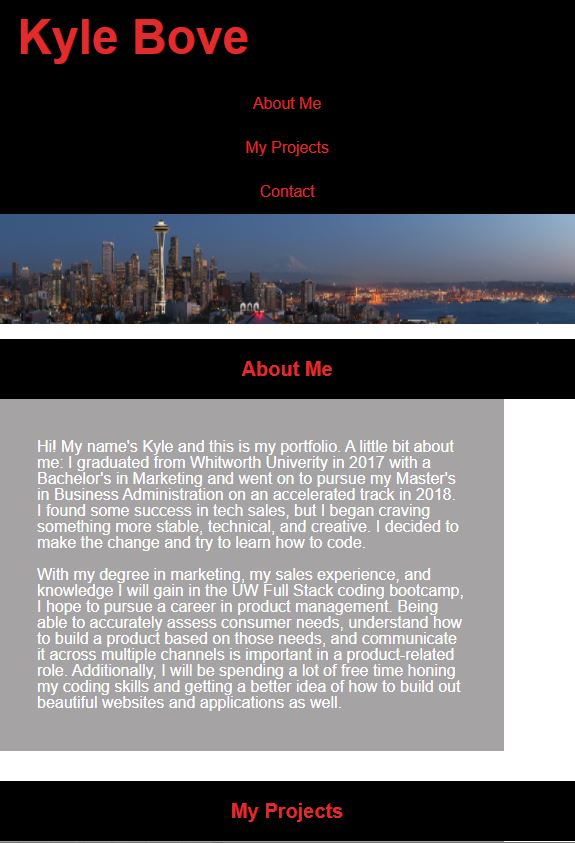 Kyle Bove
About Me
My Projects
Contact
About Me
Hi! My name's Kyle and this is my portfolio. A little bit about
me: I graduated from Whitworth Univerity in 2017 with a
Bachelor's in Marketing and went on to pursue my Master's
in Business Administration on an accelerated track in 2018.
I found some success in tech sales, but I began craving
something more stable, technical, and creative. I decided to
make the change and try to learn how to code.
With my degree in marketing, my sales experience, and
knowledge I will gain in the UW Full Stack coding bootcamp,
I hope to pursue a career in product management. Being
able to accurately assess consumer needs, understand how
to build a product based on those needs, and communicate
it across multiple channels is important in a product-related
role. Additionally, I will be spending a lot of free time honing
my coding skills and getting a better idea of how to build out
beautiful websites and applications as well.
My Projects